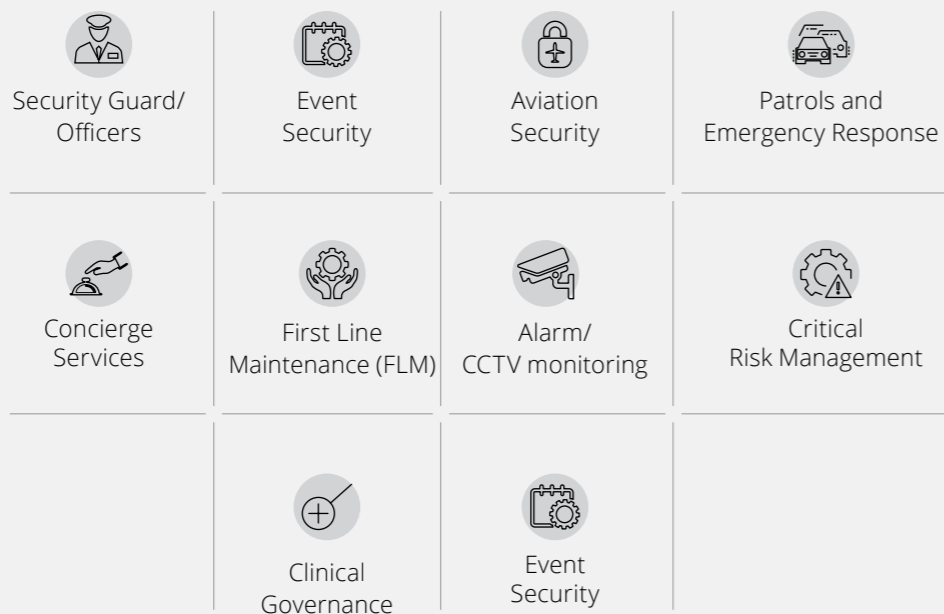 Security Guard/
Officers
Event
Security
Aviation
Security
Patrols and
Emergency Response
Concierge
Services
First Line
Maintenance (FLM)
Alarm/
CCTV monitoring
Critical
Risk Management
Clinical
Governance
Event
Security